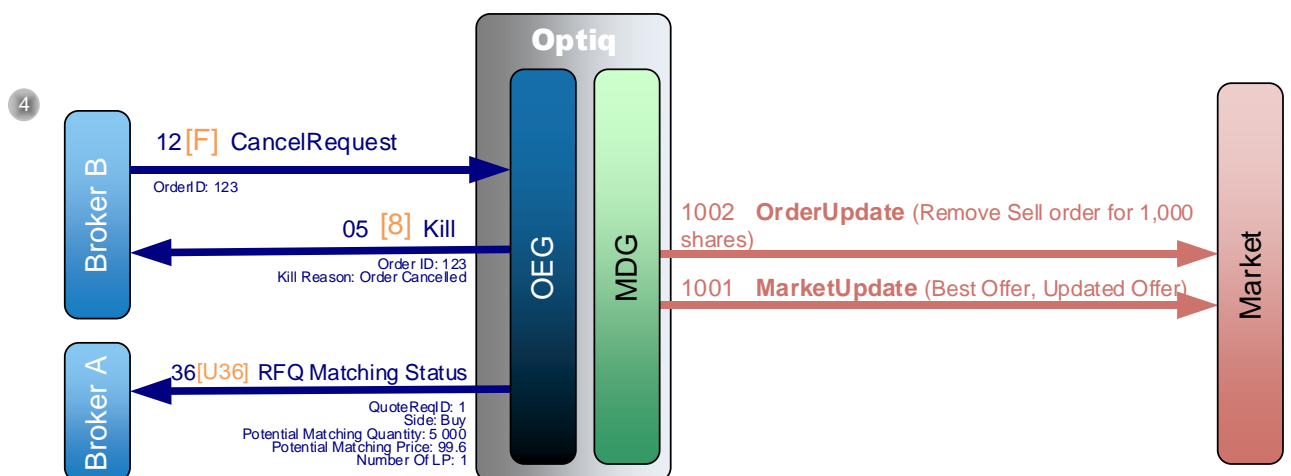 Optiq
4
Broker B
12 [F] CancelRequest
OrderID: 123
05 [8] Kill
Order ID: 123
Kill Reason: Order Cancelled
OEG
MDG
1002 OrderUpdate (Remove Sell order for 1,000
shares)
1001 MarketUpdate (Best Offer, Updated Offer)
Market
Broker A
36[U36] RFQ Matching Status
QuoteReqID: 1
Side: Buy
Potential Matching Quantity: 5 000
Potential Matching Price: 99.6
Number Of LP: 1